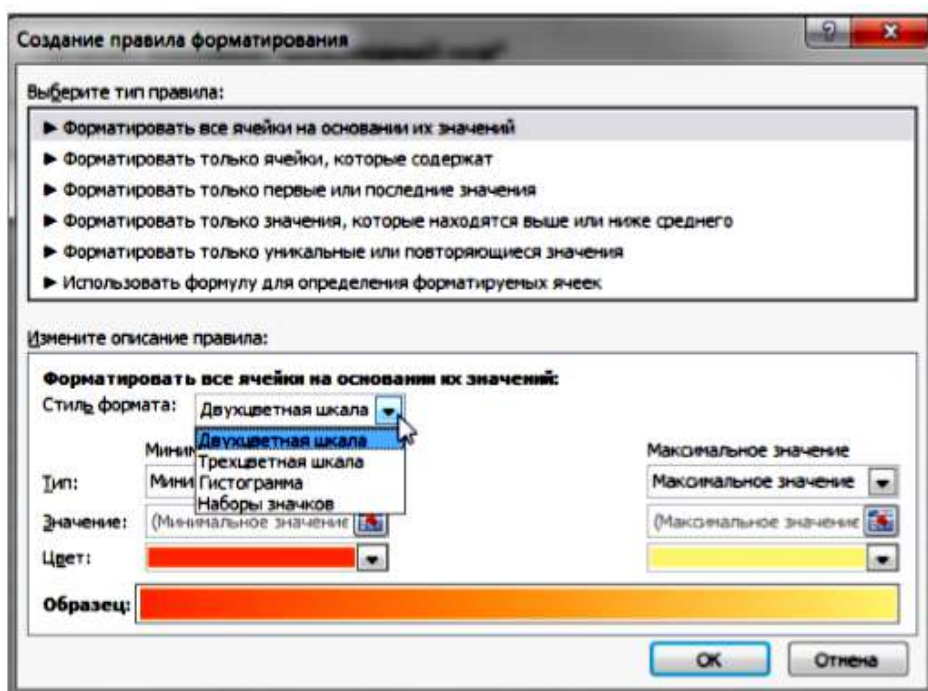 Создание правила форматирования
Выберите тип правила:
► Форматировать все ячейки на основании их значений
► Форматировать только ячейки, которые содержат
► Форматировать только первые или последние значения
► Форматировать только значения, которые находятся выше или ниже среднего
► Форматировать только уникальные или повторяющиеся значения
► Использовать формулу для определения форматируемых ячеек
Измените описание правила:
Форматировать все ячейки на основании их значений:
Стиль формата: Двухцветная шкала
Двухцветная шкала
Трехцветная шкала
Гистограмма
Наборы значков
Миним Максимальное значение
Тип: Мини Максимальное значение
Значение: (Минимальное значение (Максимальное значение
Цвет:
Образец:
ОК Отмена